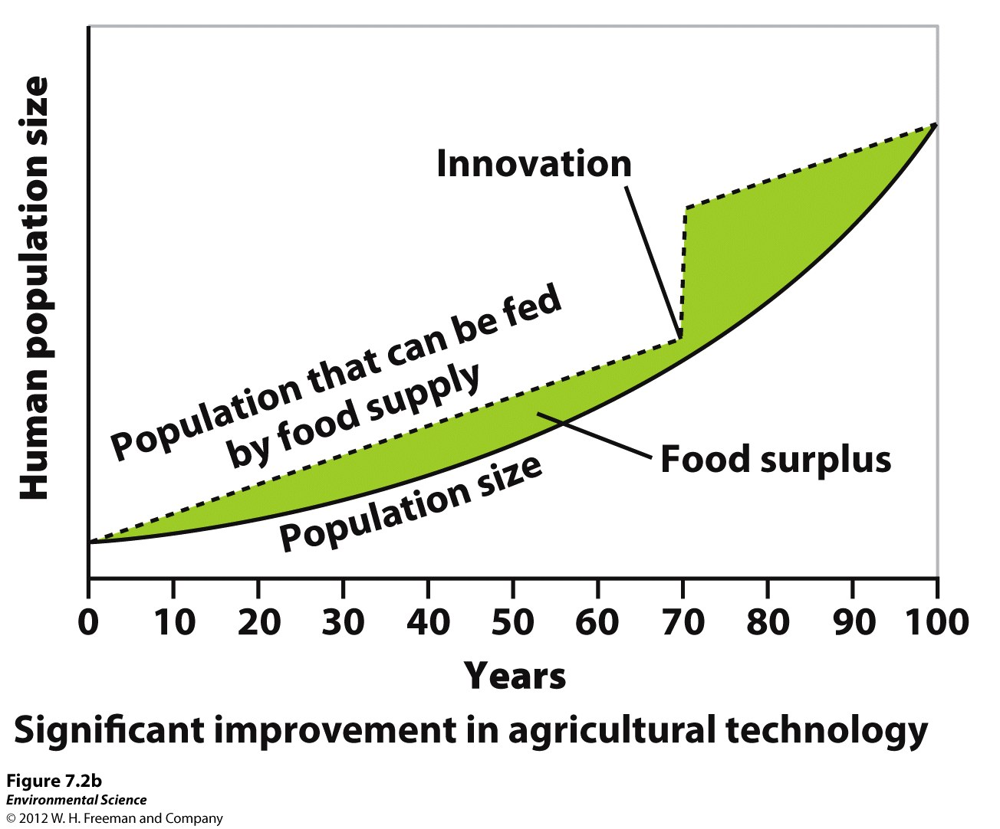 Human population size
Innovation
Population that can be fed
by food supply
Food surplus
Population size
0 10 20 30 40 50 60 70 80 90 100
Years
Significant improvement in agricultural technology
Figure 7.2b
Environmental Science
© 2012 W. H. Freeman and Company